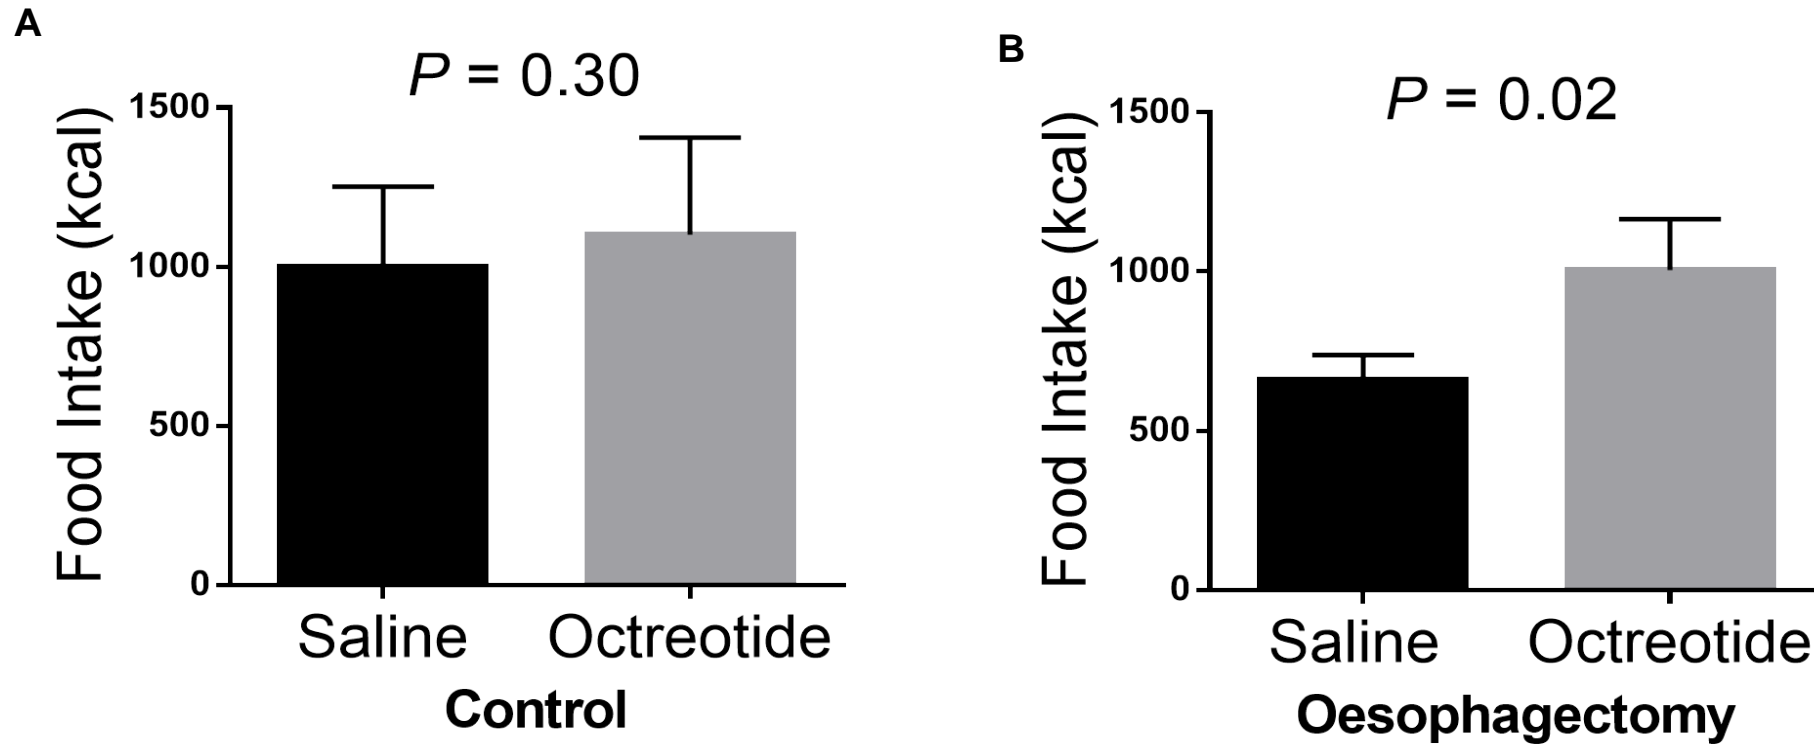 A
P = 0.30
Food Intake (kcal)
1500
1000
500
0
Saline Octreotide
Control
B
P = 0.02
Food Intake (kcal)
1500
1000
500
0
Saline Octreotide
Oesophagectomy